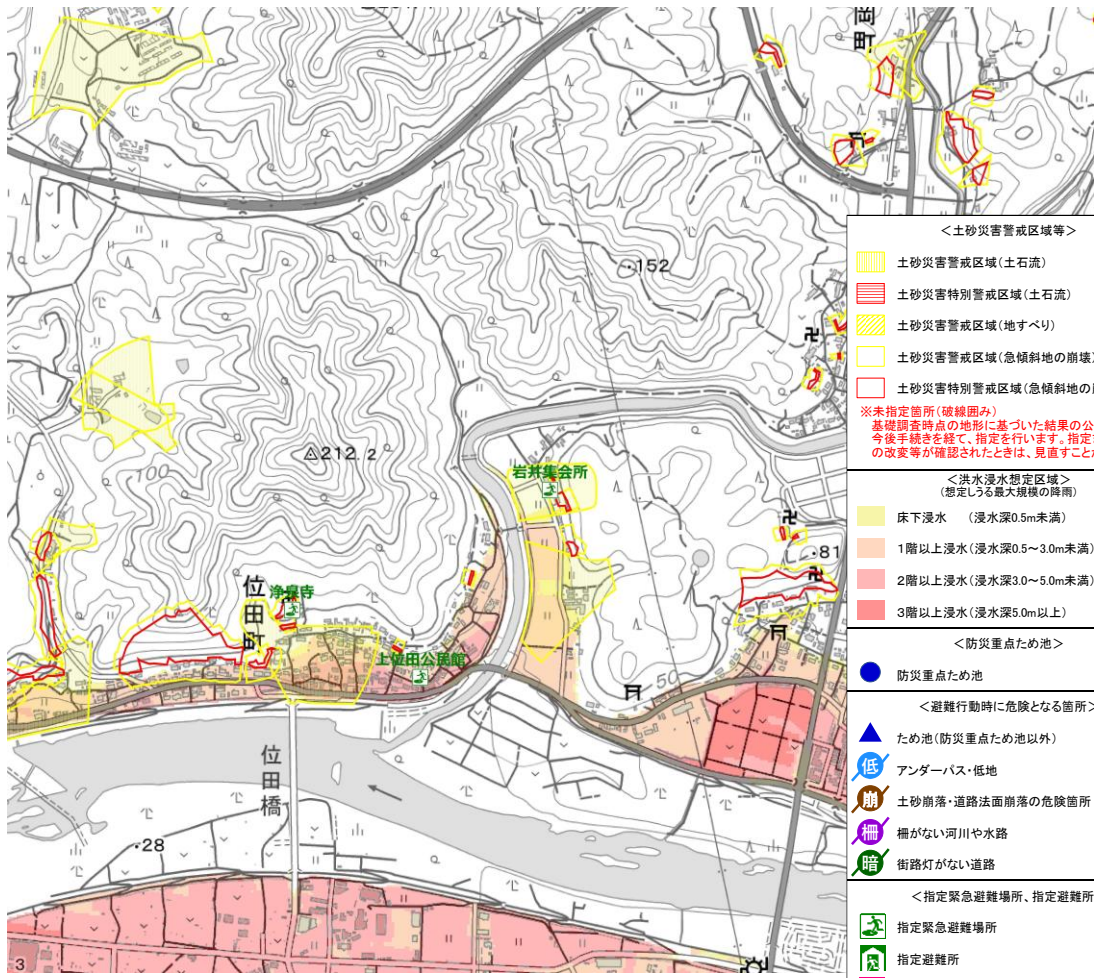 岡
町
・152
△212.2
100
岩井集会所
・81
位
田
町
浄泉寺
上位田公民館
50
位
田
橋
・28
3
＜土砂災害警戒区域等＞
土砂災害警戒区域(土石流)
土砂災害特別警戒区域(土石流)
土砂災害警戒区域(地すべり)
土砂災害警戒区域(急傾斜地の崩壊)
土砂災害特別警戒区域(急傾斜地の
※未指定箇所(破線囲み)
基礎調査時点の地形に基づいた結果の公
今後手続きを経て、指定を行います。指定
の改変等が確認されたときは、見直すことが
＜洪水浸水想定区域＞
(想定しうる最大規模の降雨)
床下浸水 (浸水深0.5m未満)
1階以上浸水(浸水深0.5～3.0m未満)
2階以上浸水(浸水深3.0～5.0m未満)
3階以上浸水(浸水深5.0m以上)
＜防災重点ため池＞
防災重点ため池
＜避難行動時に危険となる箇所＞
ため池(防災重点ため池以外)
低 アンダーパス・低地
崩 土砂崩落・道路法面崩落の危険箇所
柵 柵がない河川や水路
暗 街路灯がない道路
＜指定緊急避難場所、指定避難所
指定緊急避難場所
指定避難所